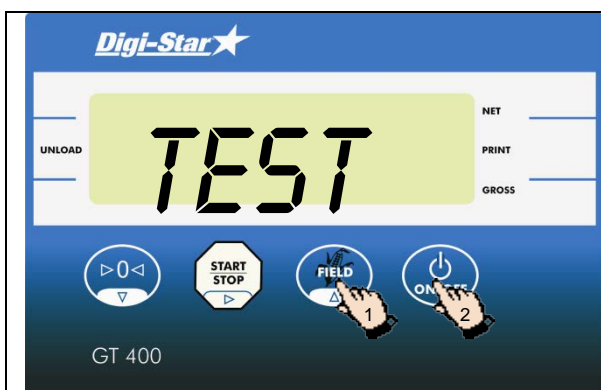 Digi-Star
NET
UNLOAD
TEST
PRINT
GROSS
▷0◁
START
STOP
FIELD
ON/OFF
1
2
GT 400